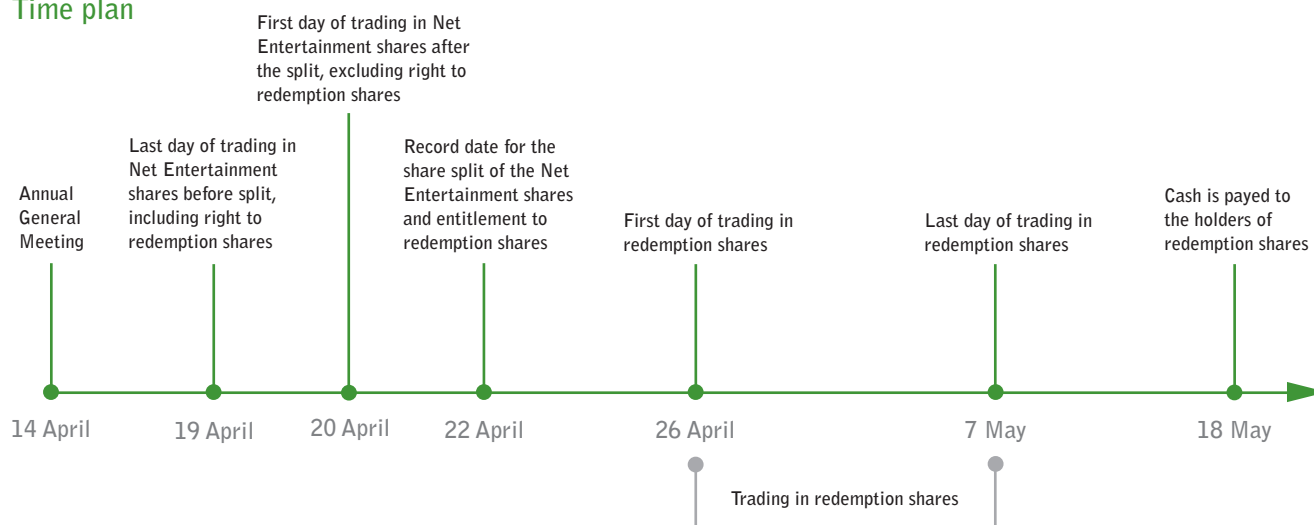 Time plan
First day of trading in Net
Entertainment shares after
the split, excluding right to
redemption shares
Last day of trading in
Net Entertainment
shares before split,
including right to
redemption shares
Record date for the
share split of the Net
Entertainment shares
and entitlement to
redemption shares
Annual
General
Meeting
First day of trading in
redemption shares
Last day of trading in
redemption shares
Cash is payed to
the holders of
redemption shares
14 April
19 April
20 April
22 April
26 April
7 May
18 May
Trading in redemption shares